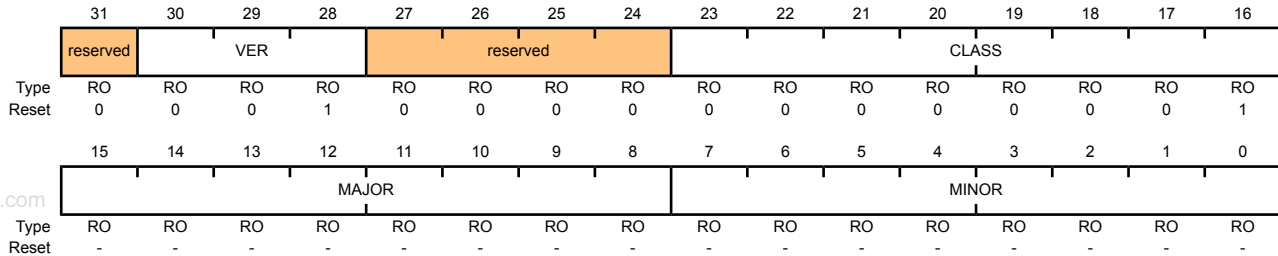 31 30 29 28 27 26 25 24 23 22 21 20 19 18 17 16
reserved VER reserved CLASS
Type RO RO RO RO RO RO RO RO RO RO RO RO RO RO RO RO
Reset 0 0 0 1 0 0 0 0 0 0 0 0 0 0 0 1
15 14 13 12 11 10 9 8 7 6 5 4 3 2 1 0
MAJOR MINOR
.com
Type RO RO RO RO RO RO RO RO RO RO RO RO RO RO RO RO
Reset - - - - - - - - - - - - - - - -